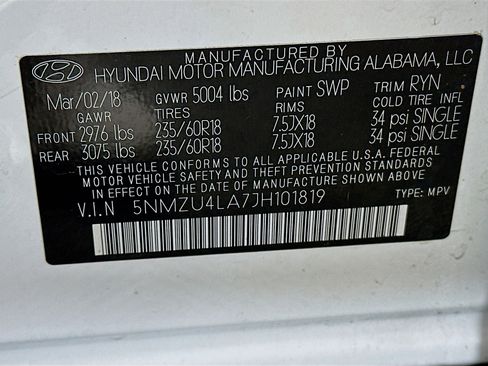 MANUFACTURED BY
HYUNDAI MOTOR MANUFACTURING ALABAMA, LLC
Mar/02/18 GVWR 5004 lbs PAINT SWP TRIM RYN
GAWR TIRES RIMS COLD TIRE INFL
FRONT 2976 lbs 235/60R18 7.5JX18 34 psi SINGLE
REAR 3075 lbs 235/60R18 7.5JX18 34 psi SINGLE
THIS VEHICLE CONFORMS TO ALL APPLICABLE U.S.A. FEDERAL
MOTOR VEHICLE SAFETY AND THEFT PREVENTION STANDARDS
IN EFFECT ON THE DATE OF MANUFACTURE SHOWN ABOVE.
V.I.N 5NMZU4LA7JH101819 TYPE: MPV